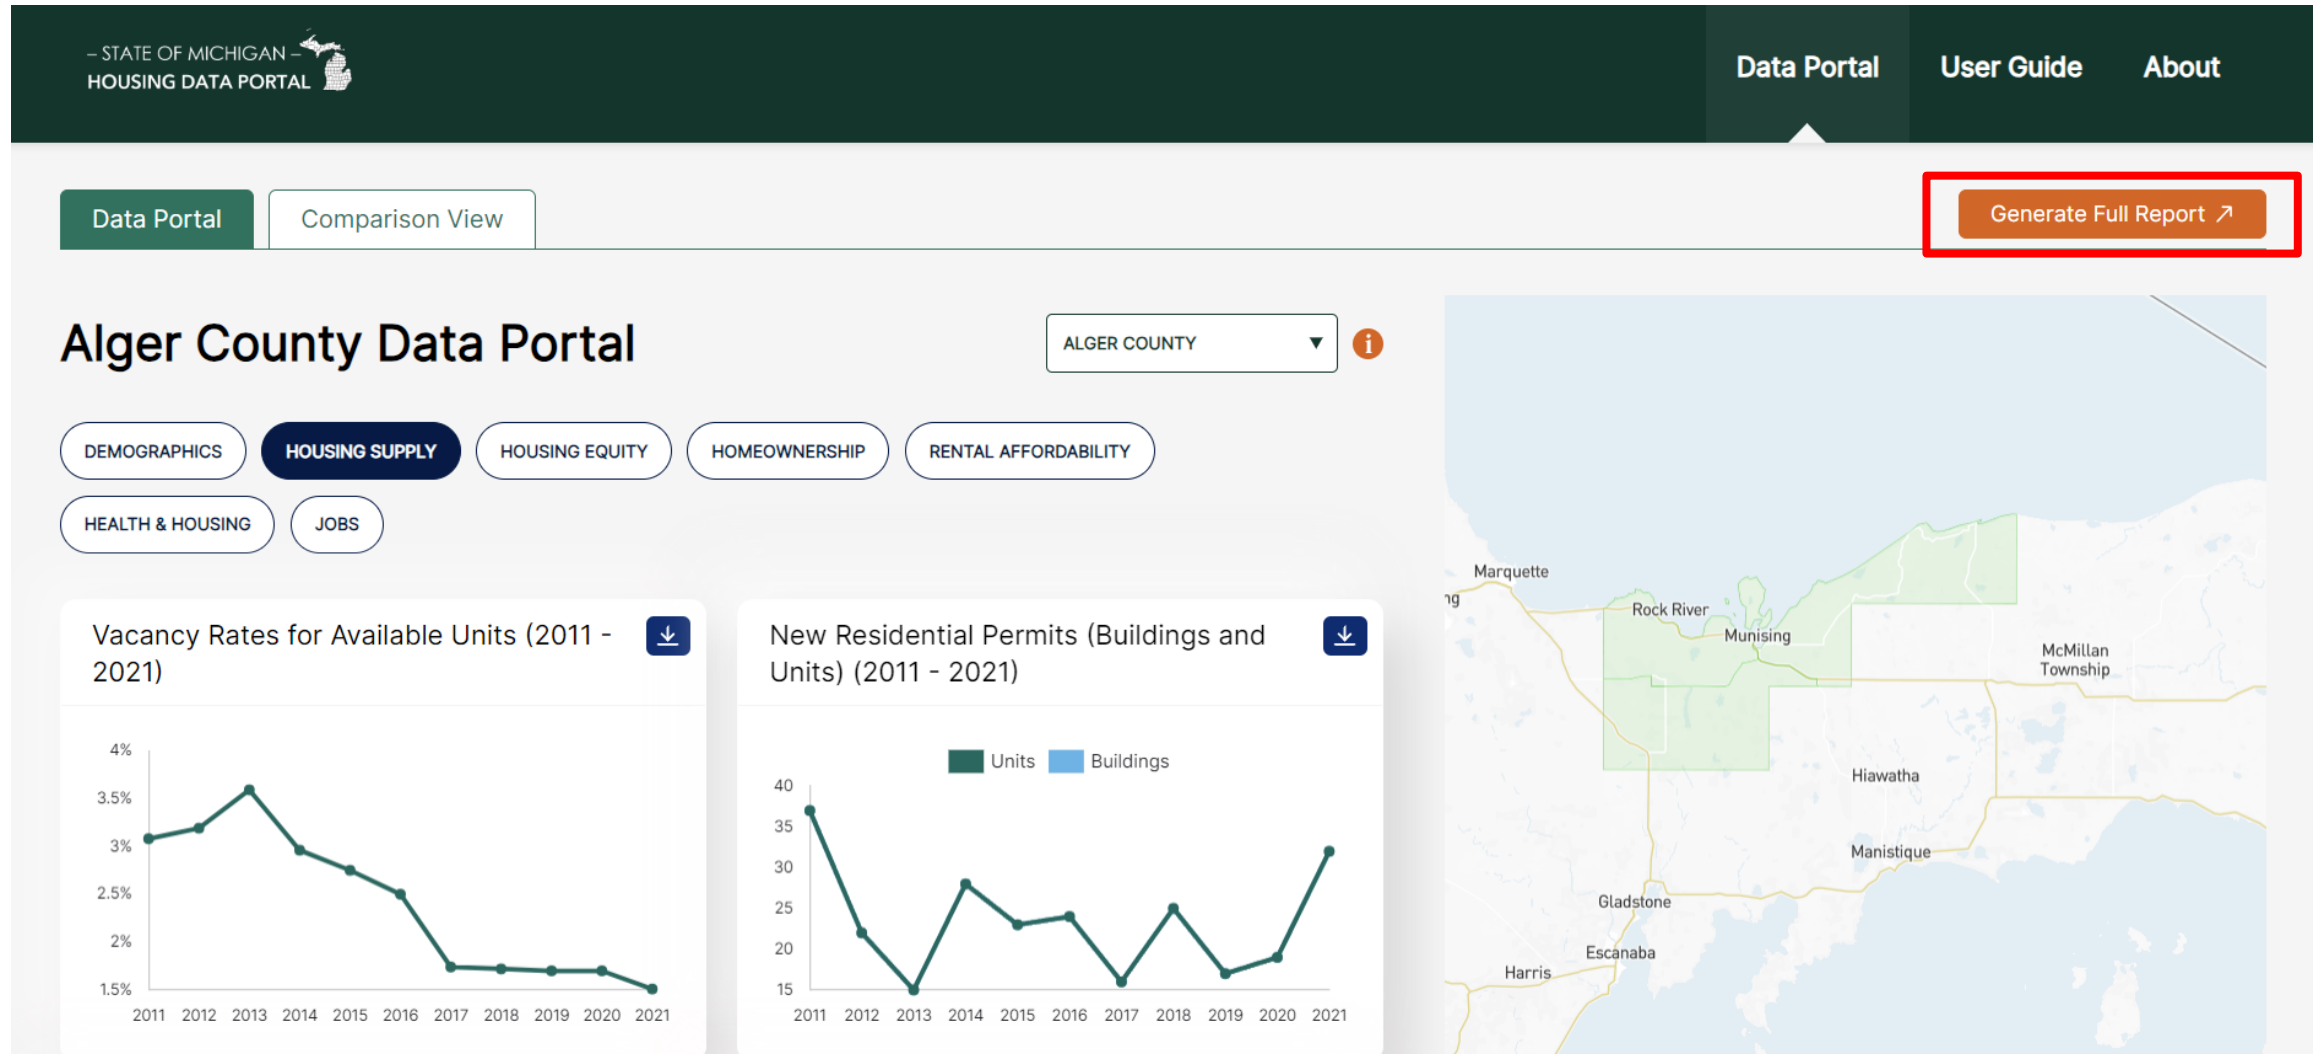 – STATE OF MICHIGAN –
HOUSING DATA PORTAL
Data Portal
User Guide
About
Data Portal
Comparison View
Generate Full Report ↗
Alger County Data Portal
ALGER COUNTY ▼
i
DEMOGRAPHICS
HOUSING SUPPLY
HOUSING EQUITY
HOMEOWNERSHIP
RENTAL AFFORDABILITY
HEALTH & HOUSING
JOBS
Vacancy Rates for Available Units (2011 -
2021)
4%
3.5%
3%
2.5%
2%
1.5%
2011 2012 2013 2014 2015 2016 2017 2018 2019 2020 2021
New Residential Permits (Buildings and
Units) (2011 - 2021)
Units
Buildings
40
35
30
25
20
15
2011 2012 2013 2014 2015 2016 2017 2018 2019 2020 2021
Marquette
ng
Rock River
Munising
McMillan
Township
Hiawatha
Manistique
Gladstone
Escanaba
Harris